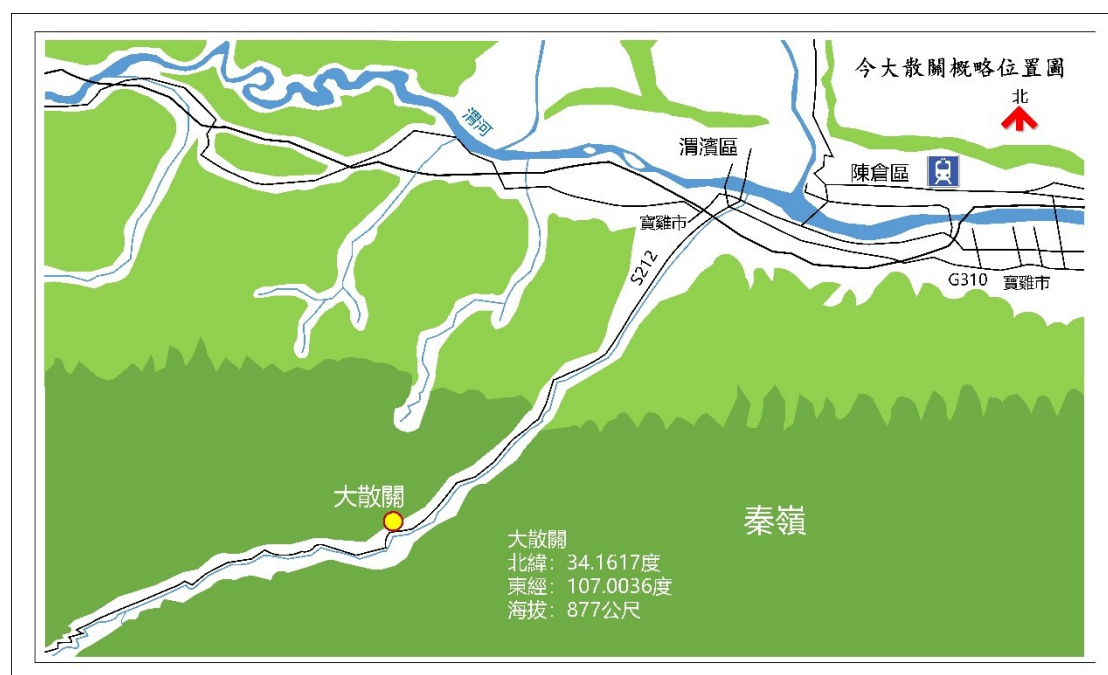 今大散關概略位置圖
北
渭河
渭濱區
陳倉區
寶雞市
S212
G310
寶雞市
大散關
秦嶺
大散關
北緯：34.1617度
東經：107.0036度
海拔：877公尺